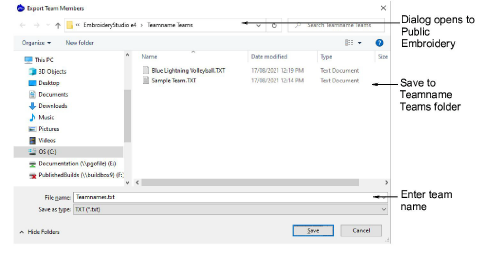 Export Team Members
« EmbroideryStudio e4 > Teamname Teams
Search Teamname Teams
Organize
New folder
This PC
3D Objects
Desktop
Documents
Downloads
Music
Pictures
Videos
OS (C:)
Documentation (\\pgofile) (E:)
PublishedBuilds (\\buildbox9) (F:
Name
Date modified
Type
Size
Blue Lightning Volleyball.TXT
17/08/2021 12:19 PM
Text Document
Sample Team.TXT
17/08/2021 12:14 PM
Text Document
File name:
Teamnames.txt
Save as type:
TXT (*.txt)
Hide Folders
Save
Cancel
Dialog opens to
Public
Embroidery
Save to
Teamname
Teams folder
Enter team
name